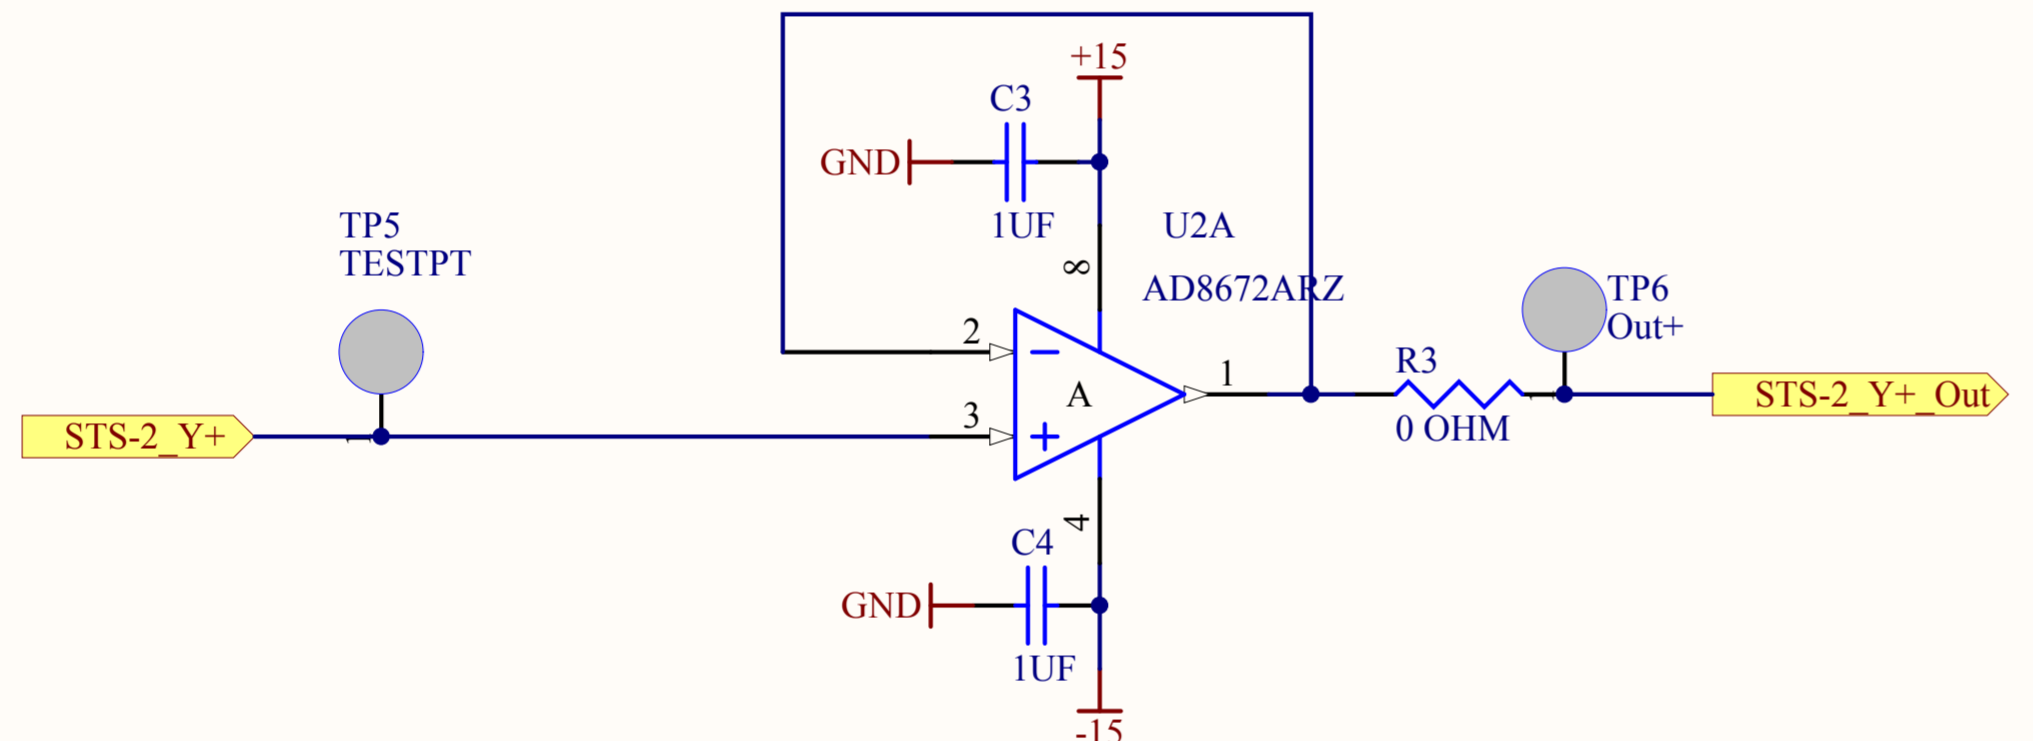 +15
C3
GND
1UF
TP5
TESTPT
U2A
AD8672ARZ
8
2
A
3
1
TP6
Out+
R3
0 OHM
STS-2_Y+
STS-2_Y+_Out
4
C4
GND
1UF
-15